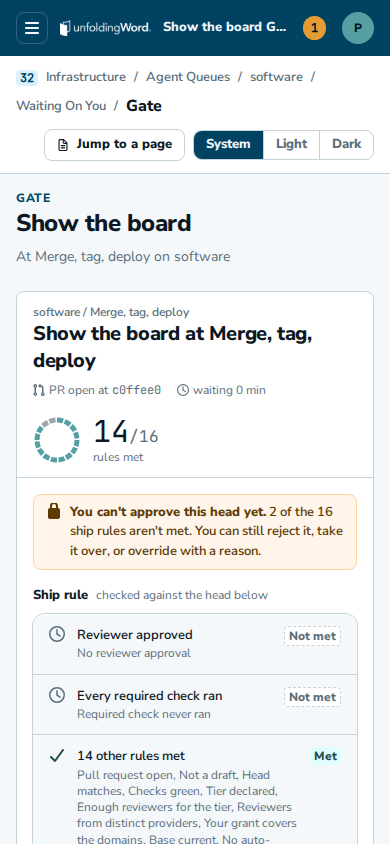 unfoldingWord. Show the board G... 1 P
32 Infrastructure / Agent Queues / software /
Waiting On You / Gate
Jump to a page System Light Dark
GATE
Show the board
At Merge, tag, deploy on software
software / Merge, tag, deploy
Show the board at Merge, tag,
deploy
PR open at c0ffee0 waiting 0 min
14/16
rules met
You can't approve this head yet. 2 of the 16
ship rules aren't met. You can still reject it, take
it over, or override with a reason.
Ship rule checked against the head below
Reviewer approved Not met
No reviewer approval
Every required check ran Not met
Required check never ran
14 other rules met Met
Pull request open, Not a draft, Head
matches, Checks green, Tier declared,
Enough reviewers for the tier, Reviewers
from distinct providers, Your grant covers
the domains, Base current, No auto-